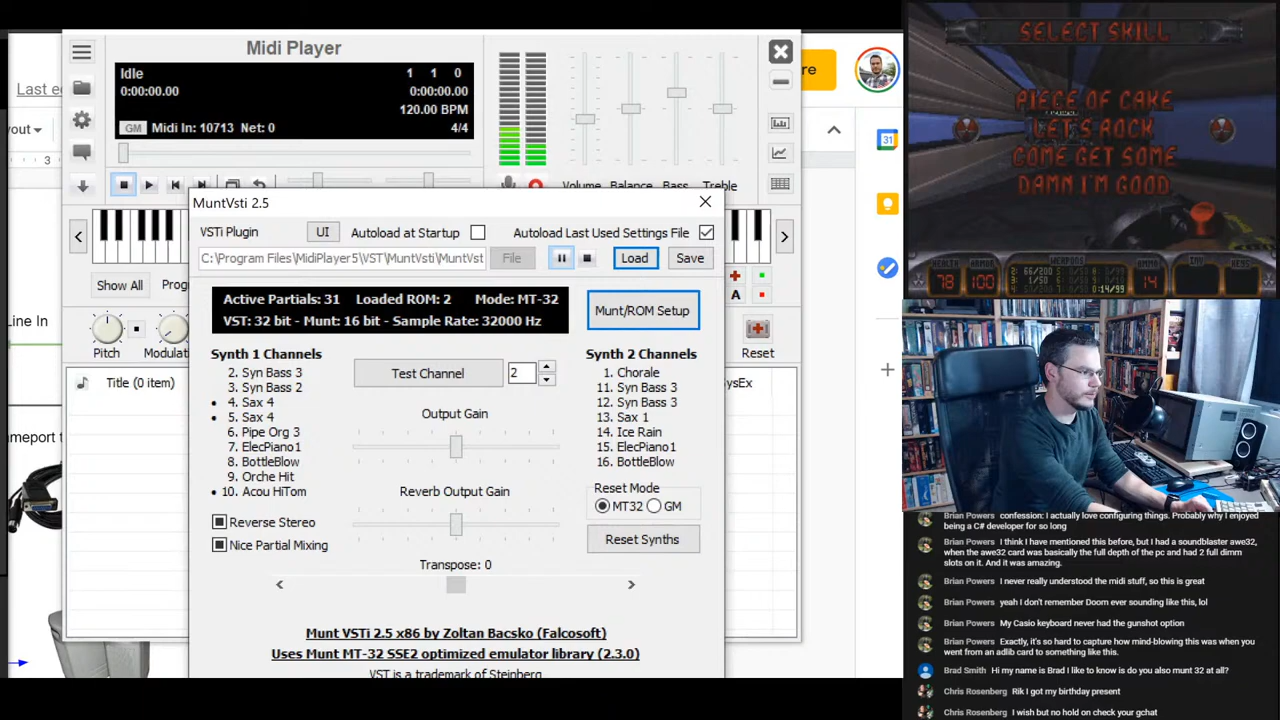 Midi Player
Idle
1 1 0
0:00:00.00
0:00:00.00
120.00 BPM
GM Midi In: 10713 Net: 0
4/4
Last e
yout
3
Volume Balance Bass Treble
MuntVsti 2.5
VSTi Plugin
UI
Autoload at Startup
Autoload Last Used Settings File
C:\Program Files\MidiPlayer5\VST\MuntVsti\MuntVst
File
Load
Save
Show All
Prog
A
Active Partials: 31 Loaded ROM: 2 Mode: MT-32
VST: 32 bit - Munt: 16 bit - Sample Rate: 32000 Hz
Munt/ROM Setup
Line In
Pitch
Modulat
Reset
Title (0 item)
SysEx
ameport t
Synth 1 Channels
2. Syn Bass 3
3. Syn Bass 2
4. Sax 4
5. Sax 4
6. Pipe Org 3
7. ElecPiano1
8. BottleBlow
9. Orche Hit
10. Acou HiTom
Reverse Stereo
Nice Partial Mixing
Test Channel
2
Output Gain
Reverb Output Gain
Transpose: 0
< >
Synth 2 Channels
1. Chorale
11. Syn Bass 3
12. Syn Bass 3
13. Sax 1
14. Ice Rain
15. ElecPiano1
16. BottleBlow
Reset Mode
MT32 GM
Reset Synths
Munt VSTi 2.5 x86 by Zoltan Bacsko (Falcosoft)
Uses Munt MT-32 SSE2 optimized emulator library (2.3.0)
VST is a trademark of Steinberg
re
31
SELECT SKILL
PIECE OF CAKE
LET'S ROCK
COME GET SOME
DAMN I'M GOOD
HEALTH
ARMOR
WEAPONS
AMMO
INV
KEYS
78
100
14
Brian Powers confession: I actually love configuring things. Probably why I enjoyed
being a C# developer for so long
Brian Powers I think I have mentioned this before, but I had a soundblaster awe32,
when the awe32 card was basically the full depth of the pc and had 2 full dimm
slots on it. And it was amazing.
Brian Powers I never really understood the midi stuff, so this is great
Brian Powers yeah I don't remember Doom ever sounding like this, lol
Brian Powers My Casio keyboard never had the gunshot option
Brian Powers Exactly, it's so hard to capture how mind-blowing this was when you
went from an adlib card to something like this.
Brad Smith Hi my name is Brad I like to know is do you also munt 32 at all?
Chris Rosenberg Rik I got my birthday present
Chris Rosenberg I wish but no hold on check your gchat